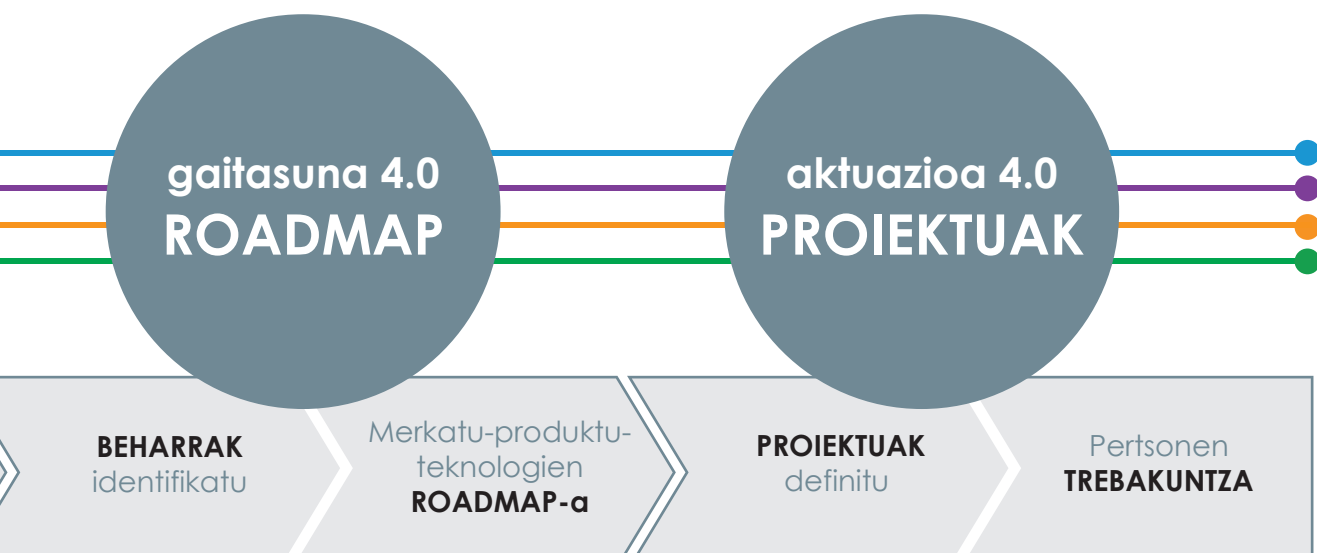 gaitasuna 4.0
ROADMAP
aktuazioa 4.0
PROIEKTUAK
BEHARRAK
identifikatu
Merkatu-produktu-
teknologien
ROADMAP-a
PROIEKTUAK
definitu
Pertsonen
TREBAKUNTZA